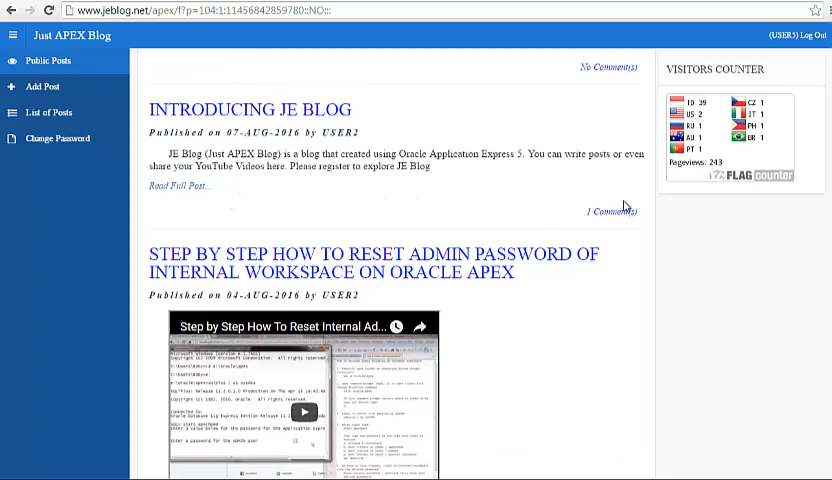 www.jeblog.net/apex/f?p=104:1:11456842859780::NO:::
Just APEX Blog
(USER3) Log Out
Public Posts
Add Post
List of Posts
Change Password
No Comment(s)
INTRODUCING JE BLOG
Published on 07-AUG-2016 by USER2
JE Blog (Just APEX Blog) is a blog that created using Oracle Application Express 5. You can write posts or even
share your YouTube Videos here. Please register to explore JE Blog
Read Full Post...
1 Comment(s)
STEP BY STEP HOW TO RESET ADMIN PASSWORD OF
INTERNAL WORKSPACE ON ORACLE APEX
Published on 04-AUG-2016 by USER2
Step by Step How To Reset Internal Ad...
VISITORS COUNTER
ID 39
CZ 1
US 2
IT 1
RU 1
PH 1
AU 1
BR 1
PT 1
Pageviews: 243
FLAG counter